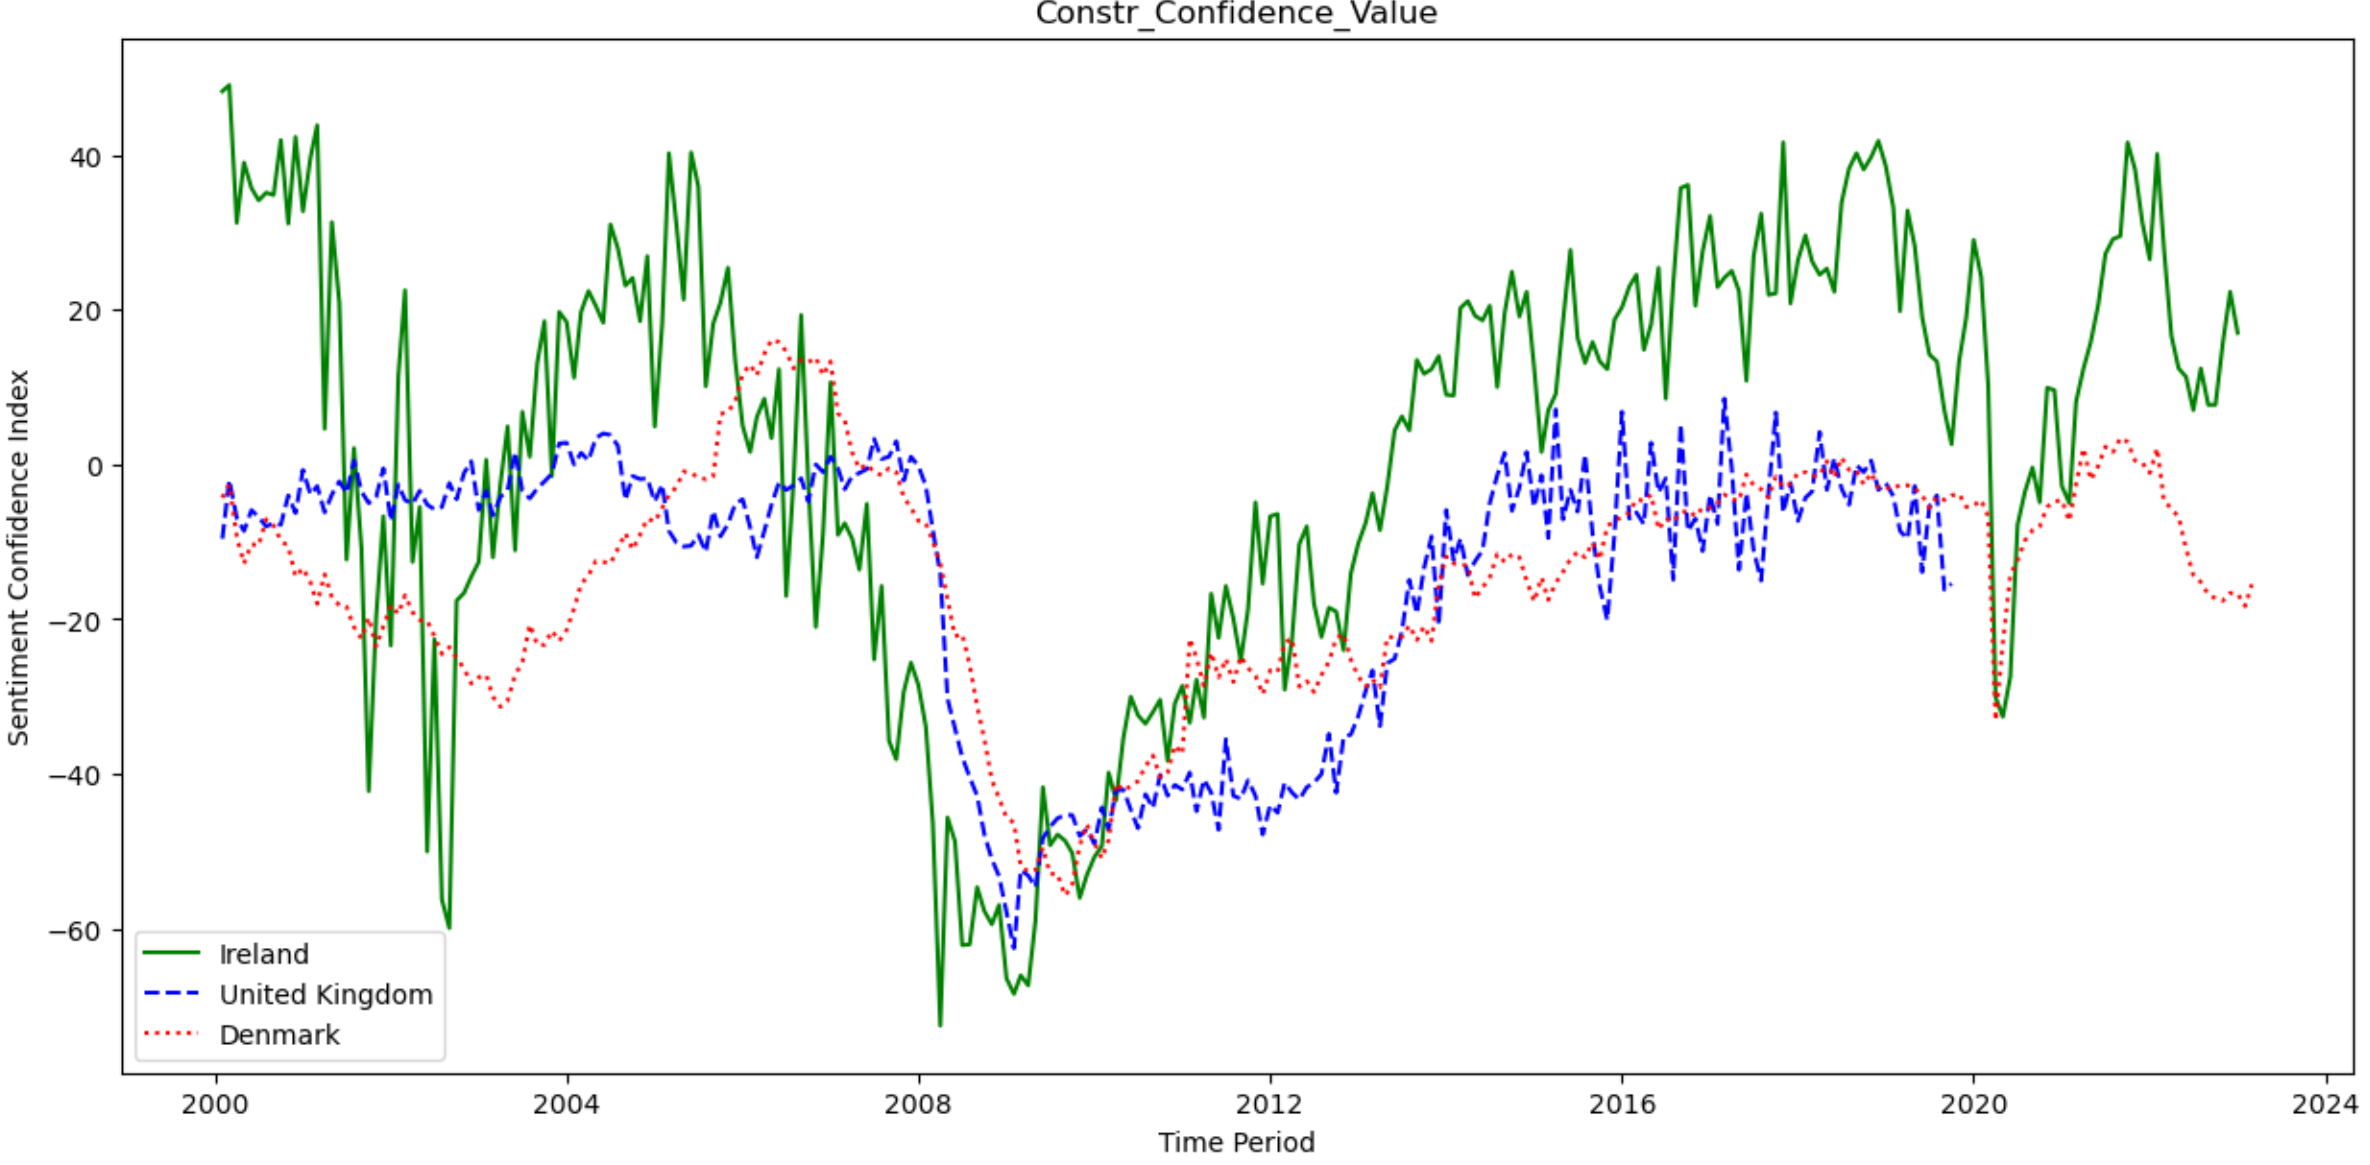 Constr_Confidence_Value
Sentiment Confidence Index
40
20
0
−20
−40
−60
Ireland
United Kingdom
Denmark
2000 2004 2008 2012 2016 2020 2024
Time Period